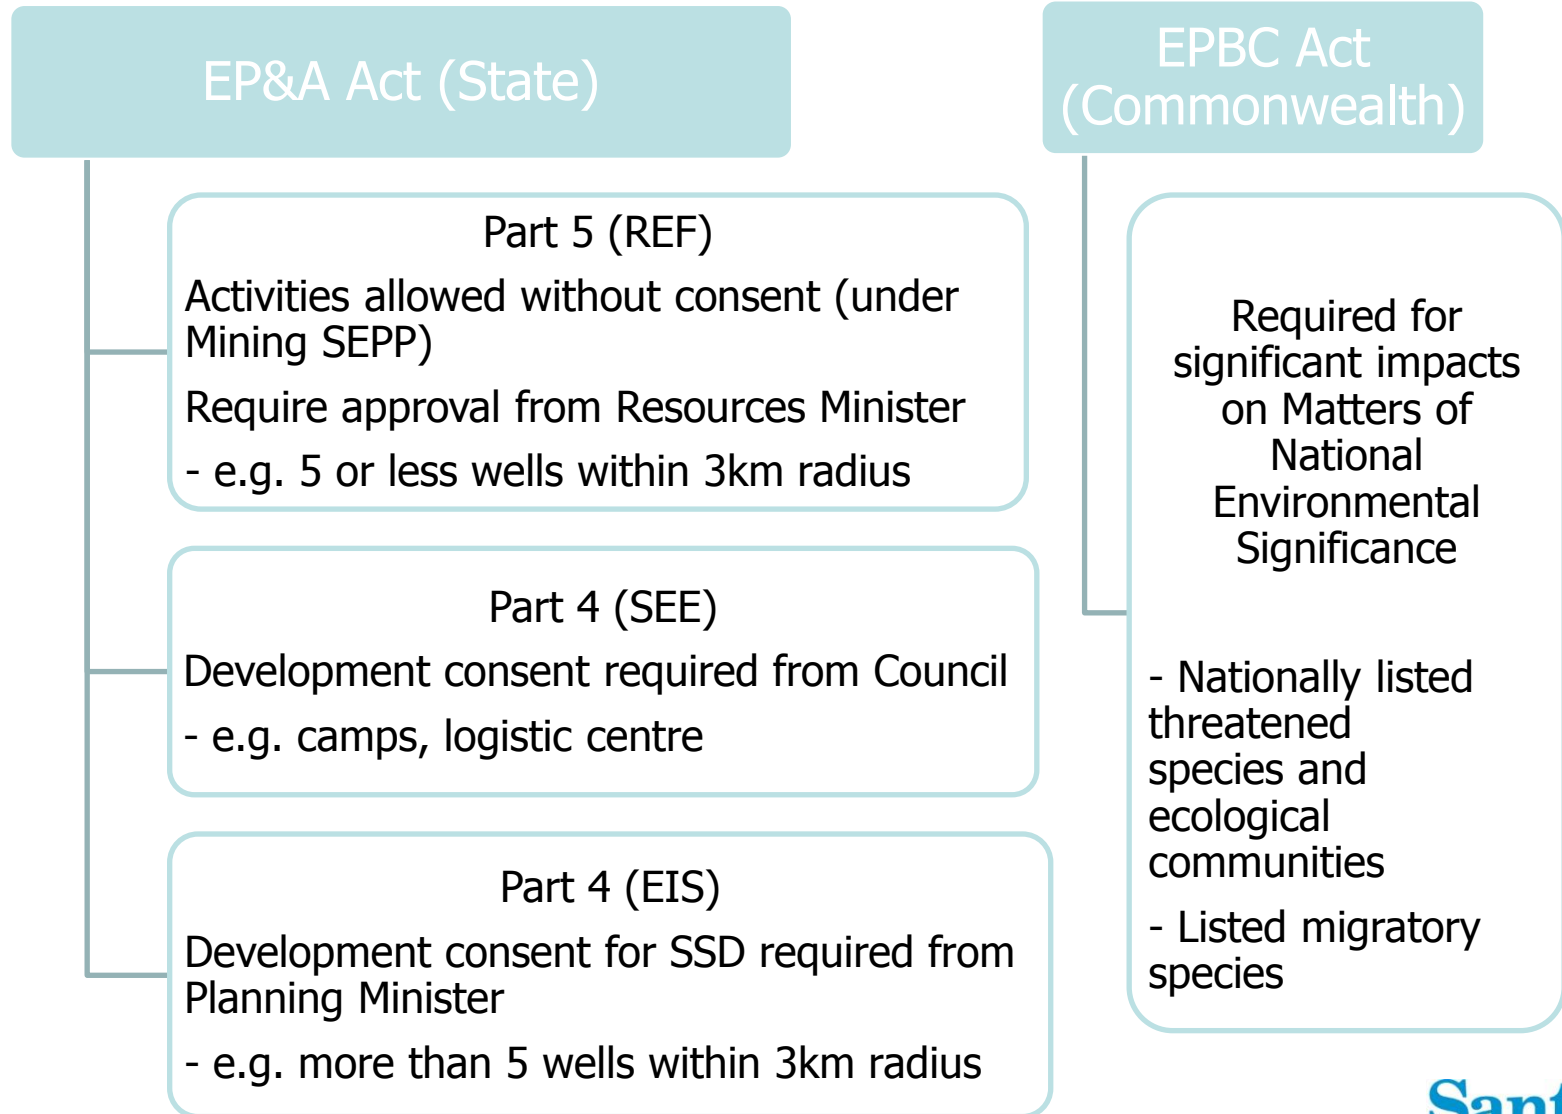 EP&A Act (State)
Part 5 (REF)
Activities allowed without consent (under
Mining SEPP)
Require approval from Resources Minister
- e.g. 5 or less wells within 3km radius
Part 4 (SEE)
Development consent required from Council
- e.g. camps, logistic centre
Part 4 (EIS)
Development consent for SSD required from
Planning Minister
- e.g. more than 5 wells within 3km radius
EPBC Act
(Commonwealth)
Required for
significant impacts
on Matters of
National
Environmental
Significance
- Nationally listed
threatened
species and
ecological
communities
- Listed migratory
species